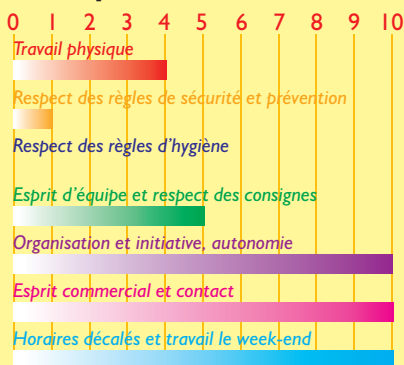 0 1 2 3 4 5 6 7 8 9 10
Travail physique
Respect des règles de sécurité et prévention
Respect des règles d'hygiène
Esprit d'équipe et respect des consignes
Organisation et initiative, autonomie
Esprit commercial et contact
Horaires décalés et travail le week-end